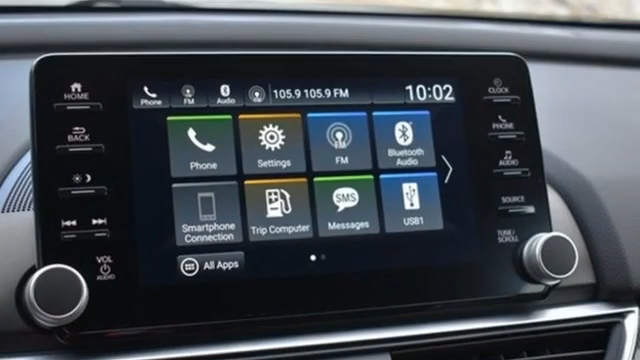 HOME
BACK
VOL
AUDIO
Phone
FM
Audio
105.9 105.9 FM
10:02
Phone
Settings
FM
Bluetooth
Audio
Smartphone
Connection
Trip Computer
SMS
Messages
USB1
All Apps
CLOCK
PHONE
AUDIO
SOURCE
TUNE/
SCROLL